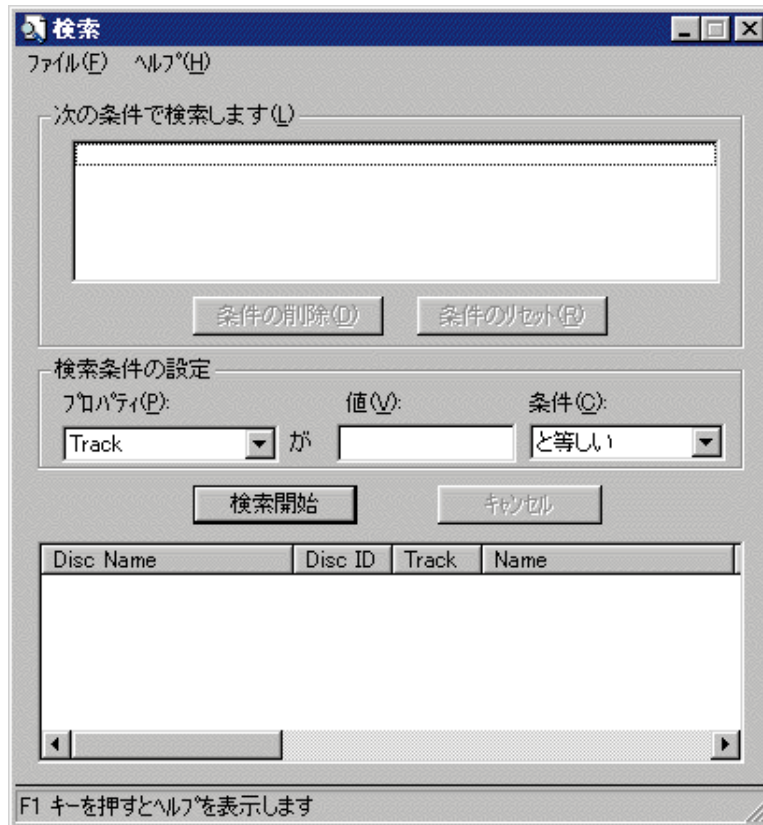 検索
ﾌｧｲﾙ(F) ﾍﾙﾌﾟ(H)
次の条件で検索します(L)
条件の削除(D) 条件のﾘｾｯﾄ(R)
検索条件の設定
ﾌﾟﾛﾊﾟﾃｨ(P): 値(V): 条件(C):
Track が と等しい
検索開始 ｷｬﾝｾﾙ
Disc Name Disc ID Track Name
F1 キーを押すとﾍﾙﾌﾟを表示します